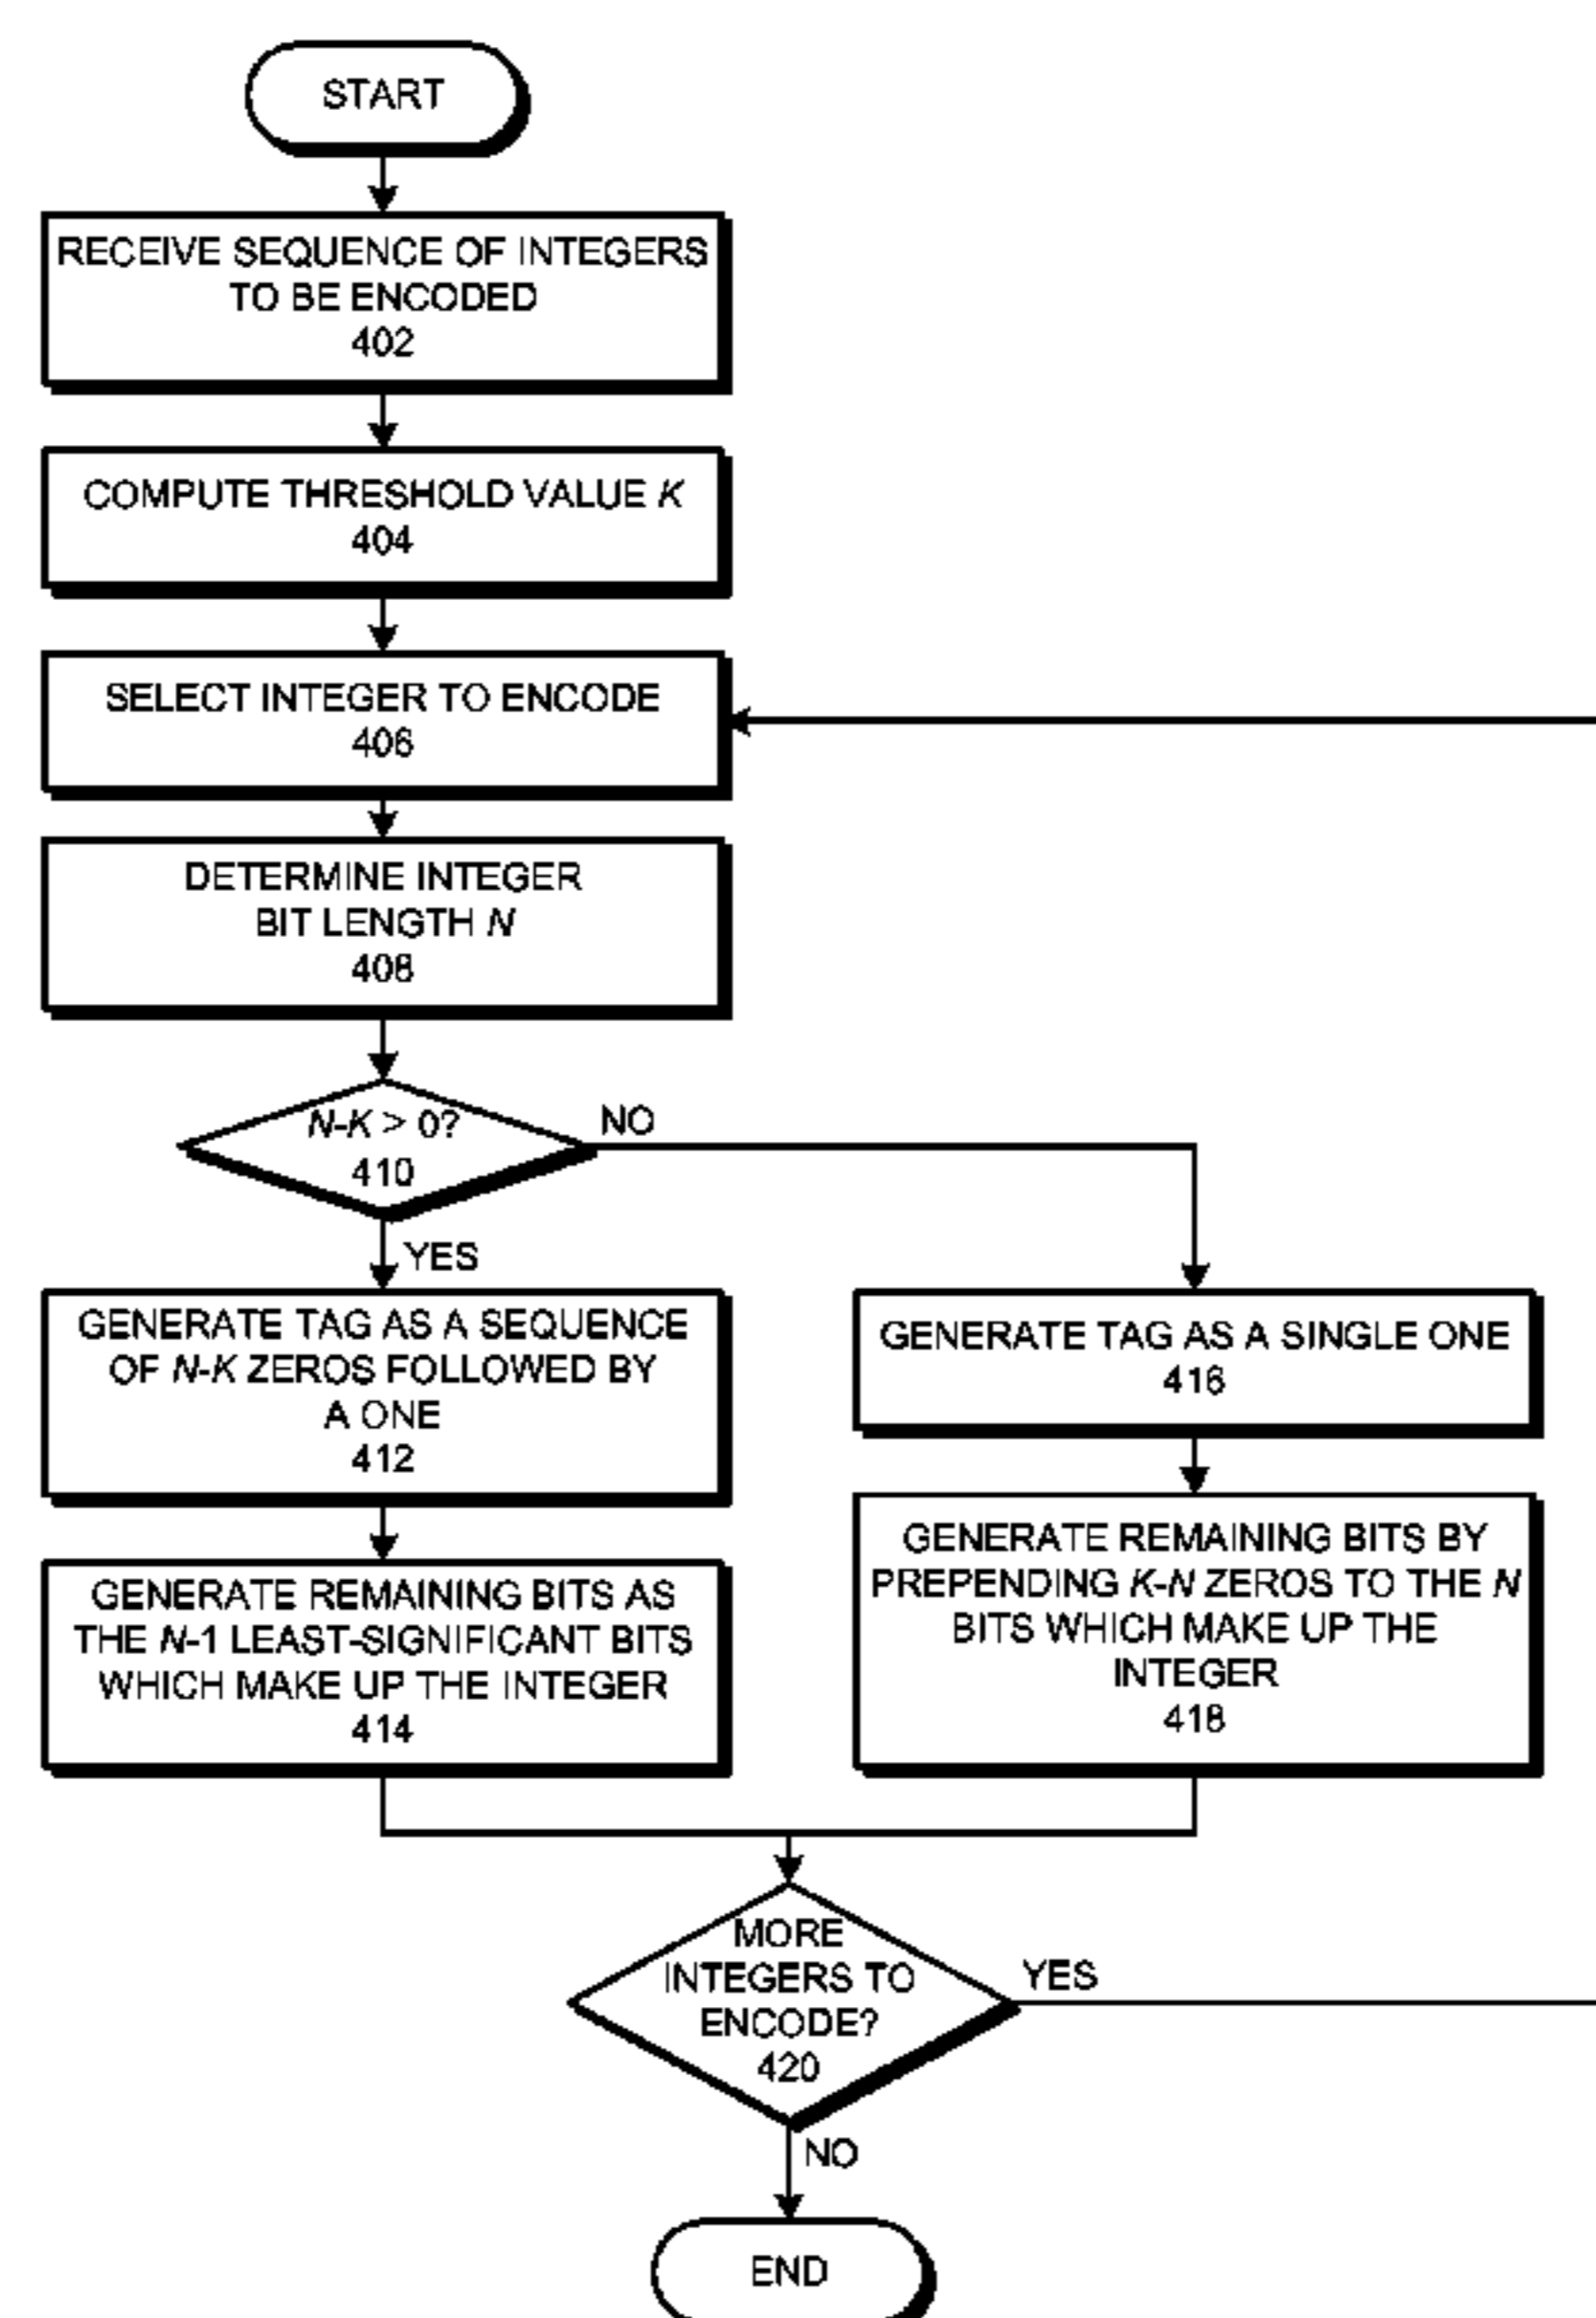 START
RECEIVE SEQUENCE OF INTEGERS
TO BE ENCODED
402
COMPUTE THRESHOLD VALUE K
404
SELECT INTEGER TO ENCODE
406
DETERMINE INTEGER
BIT LENGTH N
408
N-K > 0?
410
NO
YES
GENERATE TAG AS A SEQUENCE
OF N-K ZEROS FOLLOWED BY
A ONE
412
GENERATE TAG AS A SINGLE ONE
416
GENERATE REMAINING BITS AS
THE N-1 LEAST-SIGNIFICANT BITS
WHICH MAKE UP THE INTEGER
414
GENERATE REMAINING BITS BY
PREPENDING K-N ZEROS TO THE N
BITS WHICH MAKE UP THE
INTEGER
418
MORE
INTEGERS TO
ENCODE?
420
YES
NO
END